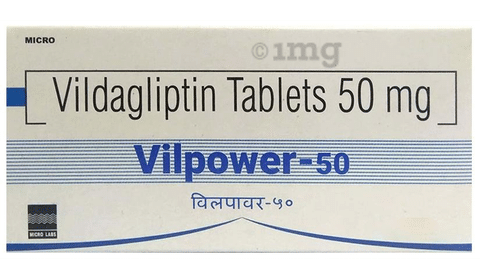 MICRO
©1mg
Vildagliptin Tablets 50 mg
Vilpower-50
विलपावर-५०
MICRO LABS